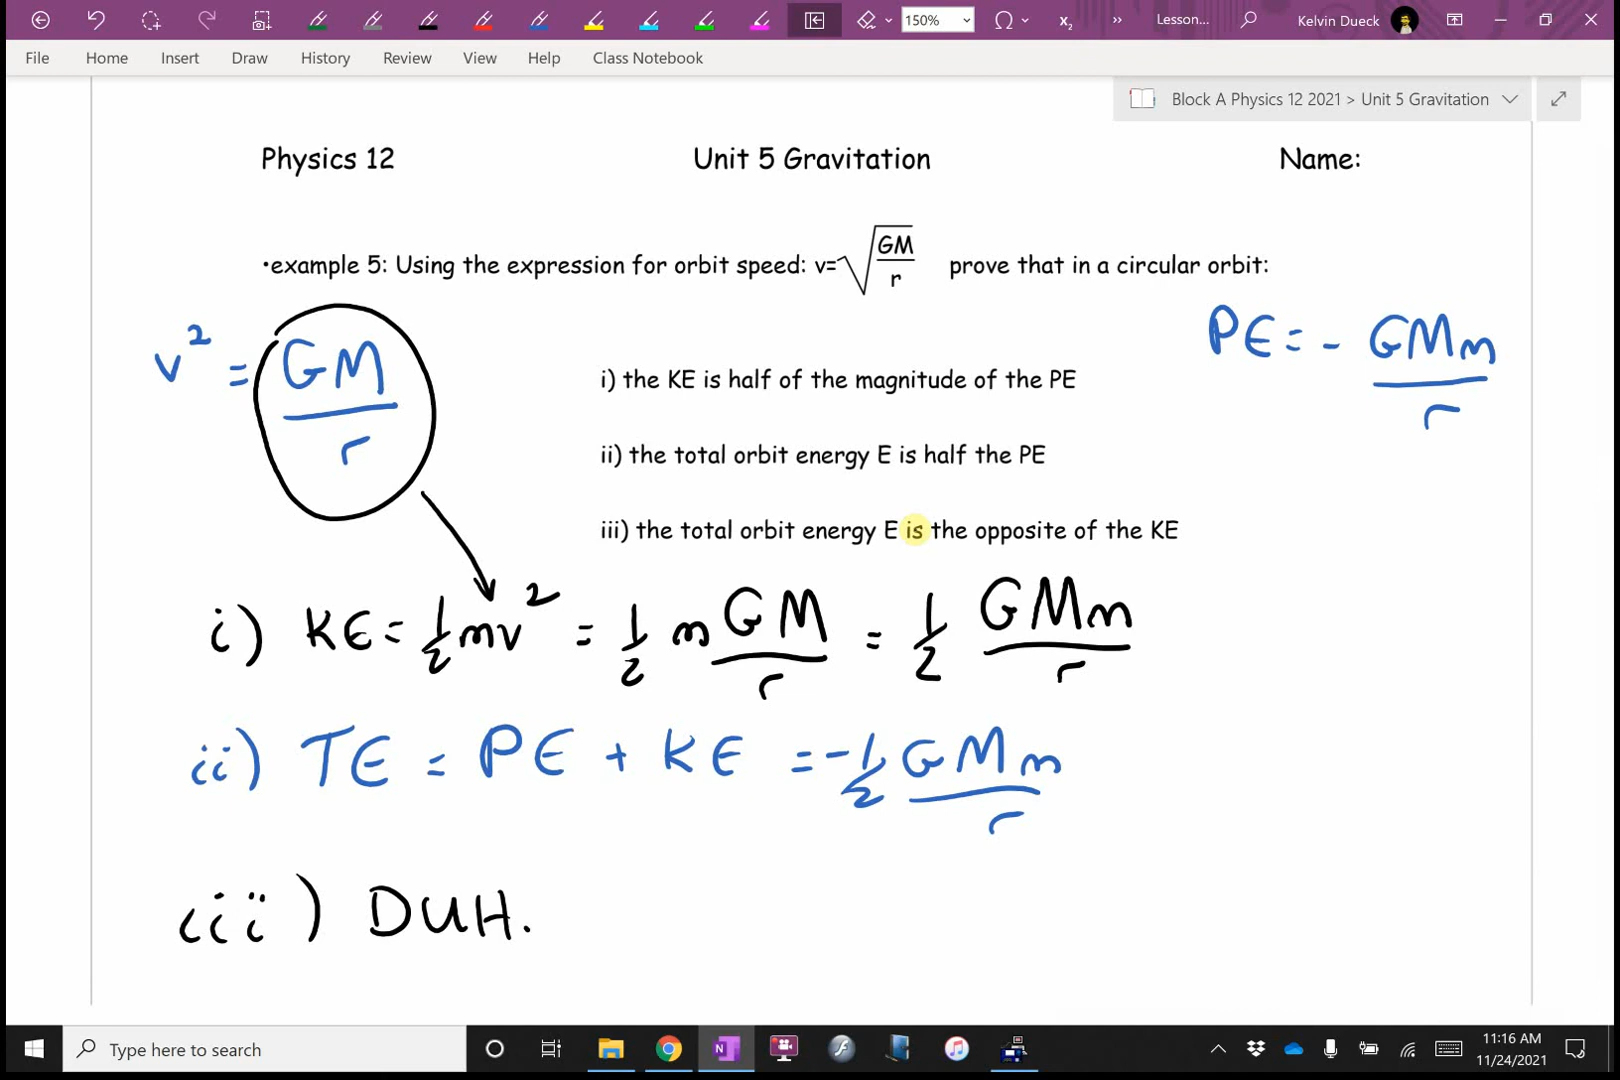 150% Ω x₂ » Lesson... Kelvin Dueck
File Home Insert Draw History Review View Help Class Notebook
Block A Physics 12 2021 > Unit 5 Gravitation
Physics 12 Unit 5 Gravitation Name:
•example 5: Using the expression for orbit speed: v=√(GM/r) prove that in a circular orbit:
v² = GM/r
PE = - GMm/r
i) the KE is half of the magnitude of the PE
ii) the total orbit energy E is half the PE
iii) the total orbit energy E is the opposite of the KE
i) KE = 1/2 mv² = 1/2 m GM/r = 1/2 GMm/r
ii) TE = PE + KE = -1/2 GMm/r
iii) DUH.
Type here to search
11:16 AM
11/24/2021